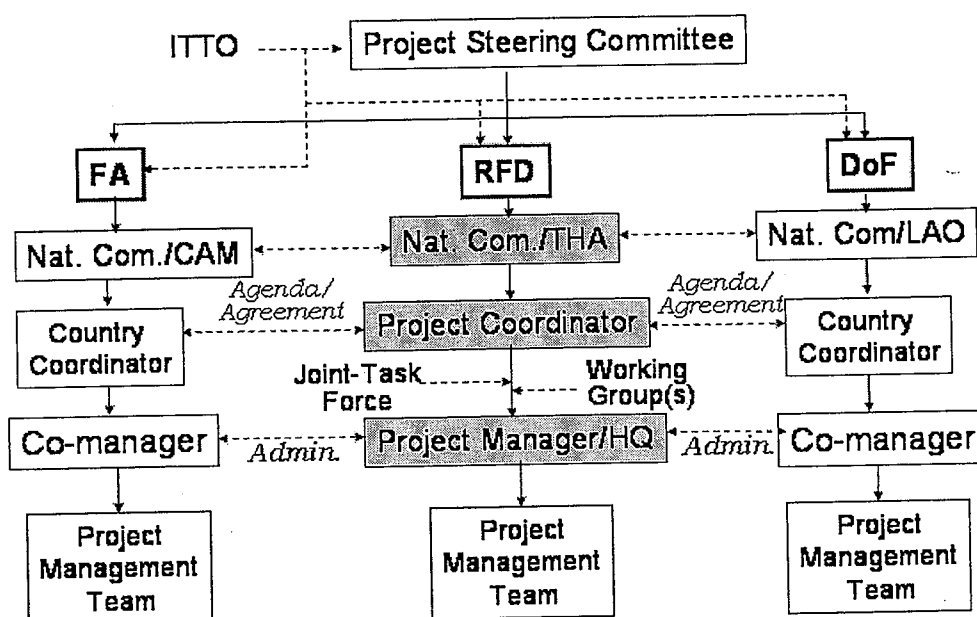 ITTO
Project Steering Committee
FA
RFD
DoF
Nat. Com./CAM
Nat. Com./THA
Nat. Com/LAO
Agenda/
Agreement
Agenda/
Agreement
Country
Coordinator
Project Coordinator
Country
Coordinator
Joint-Task
Force
Working
Group(s)
Co-manager
Admin.
Project Manager/HQ
Admin.
Co-manager
Project
Management
Team
Project
Management
Team
Project
Management
Team